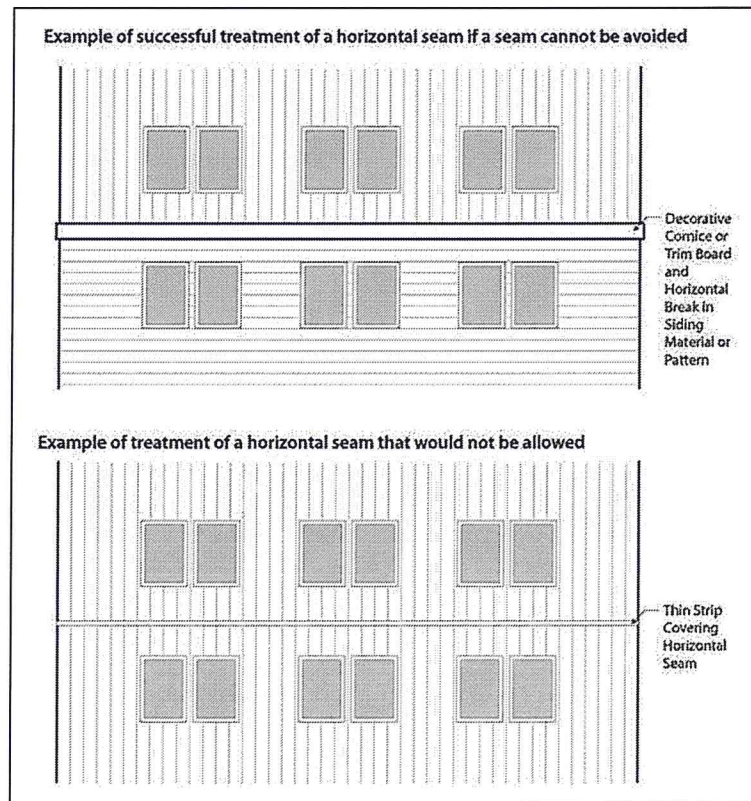 Example of successful treatment of a horizontal seam if a seam cannot be avoided
Decorative
Cornice or
Trim Board
and
Horizontal
Break in
Siding
Material or
Pattern
Example of treatment of a horizontal seam that would not be allowed
Thin Strip
Covering
Horizontal
Seam